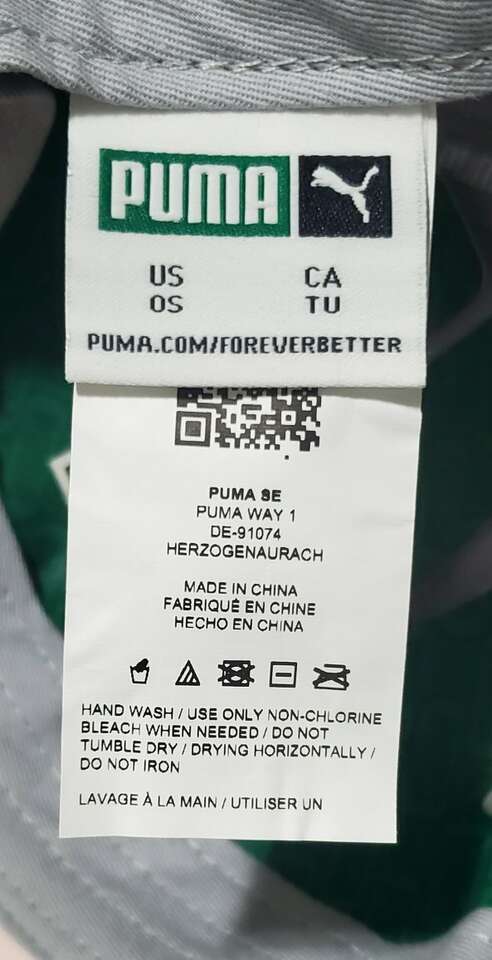 PUMA
US CA
OS TU
PUMA.COM/FOREVERBETTER
PUMA SE
PUMA WAY 1
DE-91074
HERZOGENAURACH
MADE IN CHINA
FABRIQUÉ EN CHINE
HECHO EN CHINA
HAND WASH / USE ONLY NON-CHLORINE
BLEACH WHEN NEEDED / DO NOT
TUMBLE DRY / DRYING HORIZONTALLY /
DO NOT IRON
LAVAGE À LA MAIN / UTILISER UN